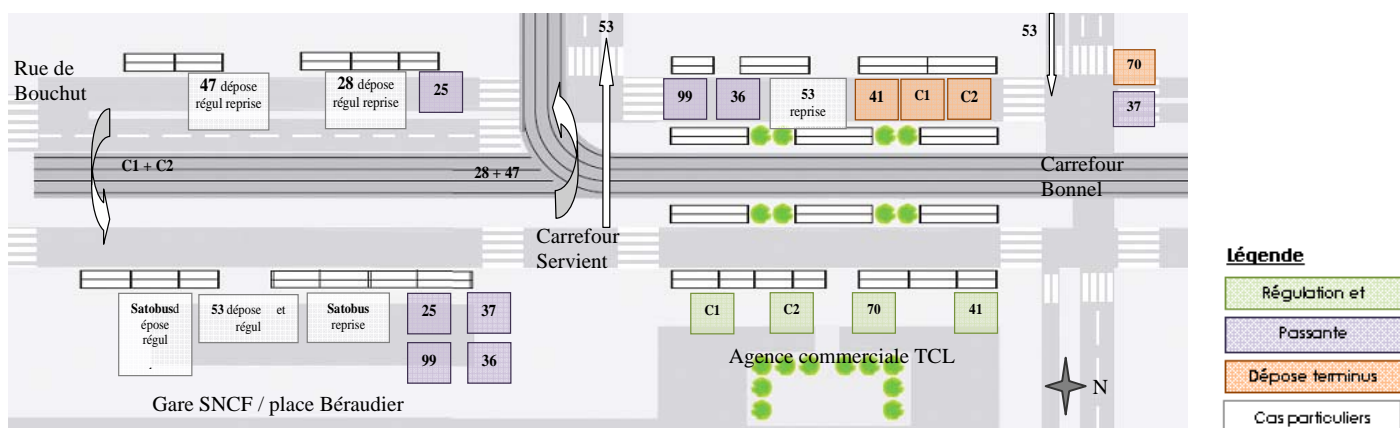 53
53
Rue de
Bouchut
47 dépose
régul reprise
28 dépose
régul reprise
25
99
36
53
reprise
41
C1
C2
70
37
C1 + C2
28 + 47
Carrefour
Bonnel
Carrefour
Servient
Satobusd
épose
régul
.
53 dépose et
régul
Satobus
reprise
25
37
99
36
C1
C2
70
41
Agence commerciale TCL
N
Gare SNCF / place Béraudier
Légende
Régulation et
Passante
Dépose terminus
Cas particuliers